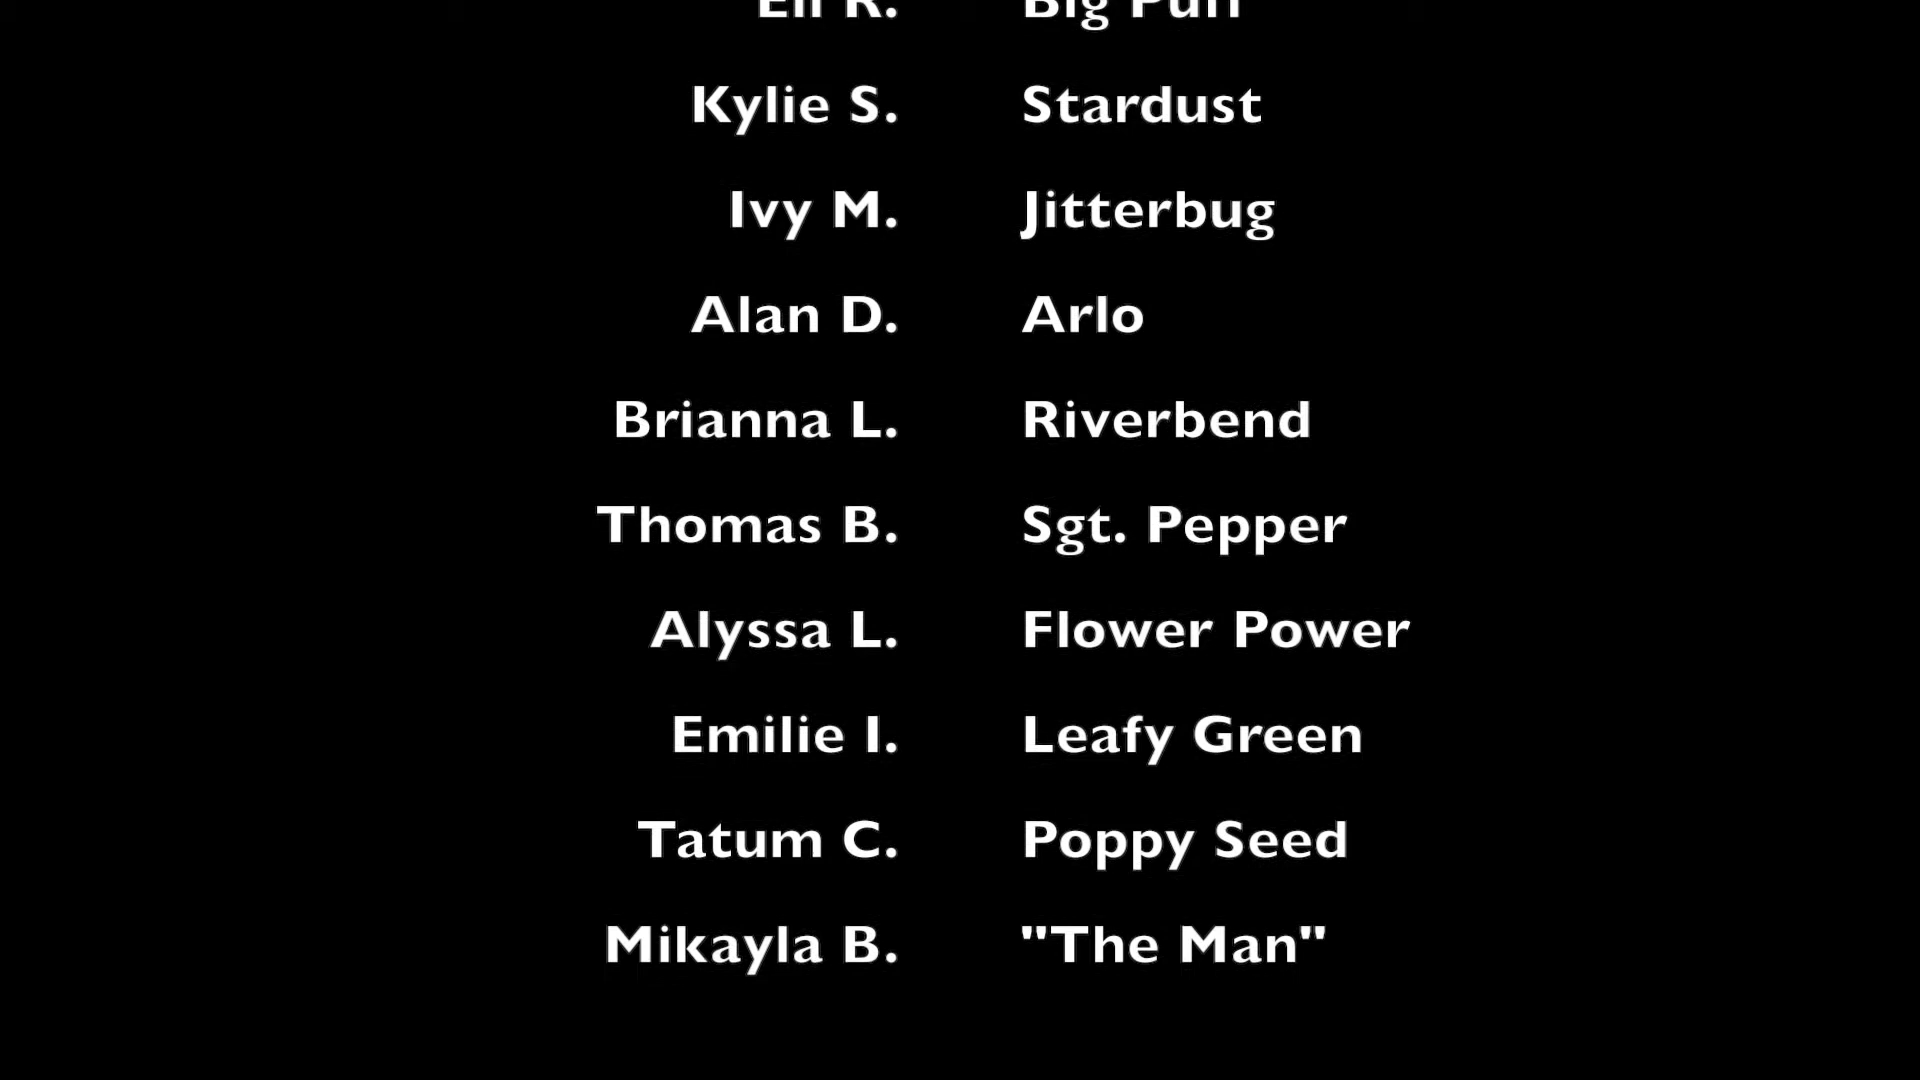 Kylie S. Stardust
Ivy M. Jitterbug
Alan D. Arlo
Brianna L. Riverbend
Thomas B. Sgt. Pepper
Alyssa L. Flower Power
Emilie I. Leafy Green
Tatum C. Poppy Seed
Mikayla B. "The Man"